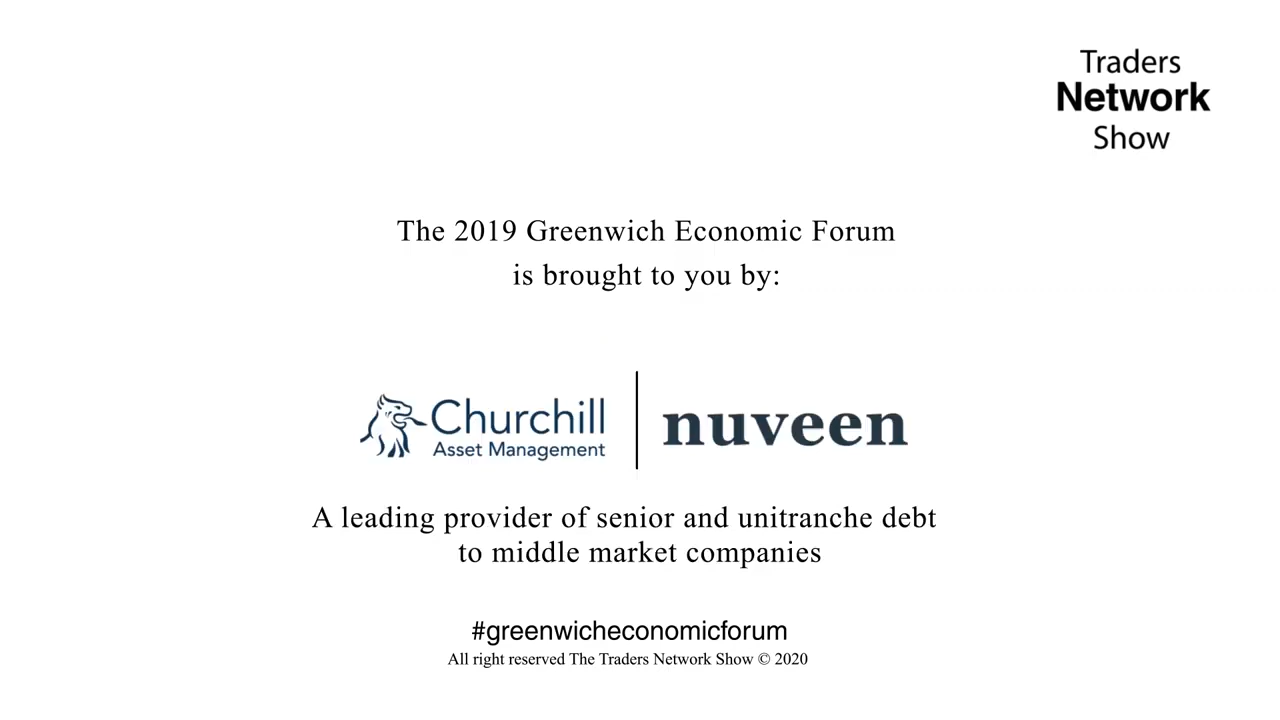 Traders
Network
Show
The 2019 Greenwich Economic Forum
is brought to you by:
Churchill
Asset Management
nuveen
A leading provider of senior and unitranche debt
to middle market companies
#greenwicheconomicforum
All right reserved The Traders Network Show © 2020